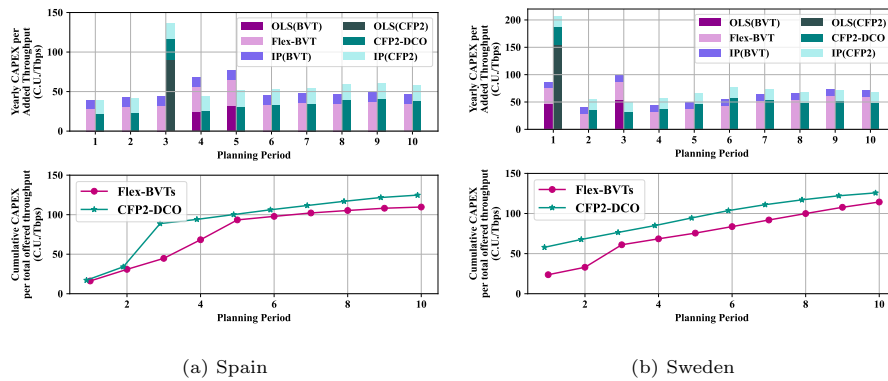 Yearly CAPEX per
Added Throughput
(C.U./Tbps)
150
100
50
0
OLS(BVT)
Flex-BVT
IP(BVT)
OLS(CFP2)
CFP2-DCO
IP(CFP2)
1 2 3 4 5 6 7 8 9 10
Planning Period
Cumulative CAPEX
per total offered throughput
(C.U./Tbps)
150
100
50
0
Flex-BVTs
CFP2-DCO
2 4 6 8 10
Planning Period
(a) Spain
Yearly CAPEX per
Added Throughput
(C.U./Tbps)
200
150
100
50
0
OLS(BVT)
Flex-BVT
IP(BVT)
OLS(CFP2)
CFP2-DCO
IP(CFP2)
1 2 3 4 5 6 7 8 9 10
Planning Period
Cumulative CAPEX
per total offered throughput
(C.U./Tbps)
150
100
50
0
Flex-BVTs
CFP2-DCO
2 4 6 8 10
Planning Period
(b) Sweden